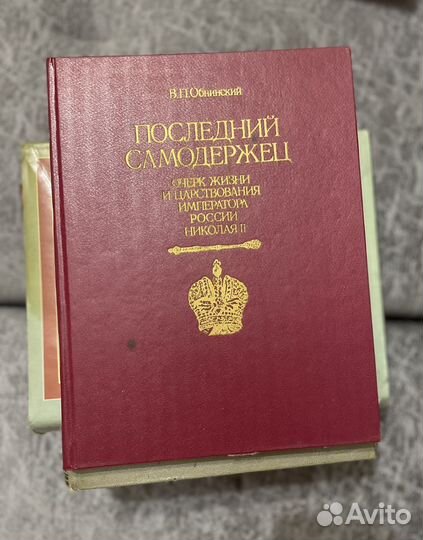 В.П.Обнинский
ПОСЛЕДНИЙ
САМОДЕРЖЕЦ
ОЧЕРК ЖИЗНИ
И ЦАРСТВОВАНИЯ
ИМПЕРАТОРА
РОССИИ
НИКОЛАЯ II
Avito